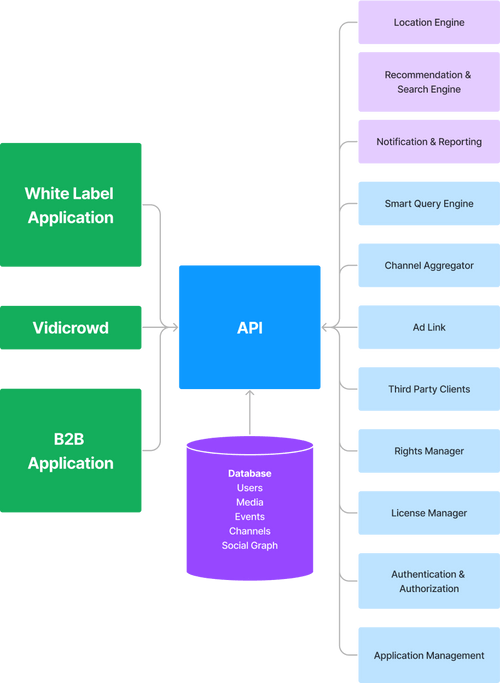 White Label
Application
Vidicrowd
B2B
Application
API
Database
Users
Media
Events
Channels
Social Graph
Location Engine
Recommendation &
Search Engine
Notification & Reporting
Smart Query Engine
Channel Aggregator
Ad Link
Third Party Clients
Rights Manager
License Manager
Authentication &
Authorization
Application Management